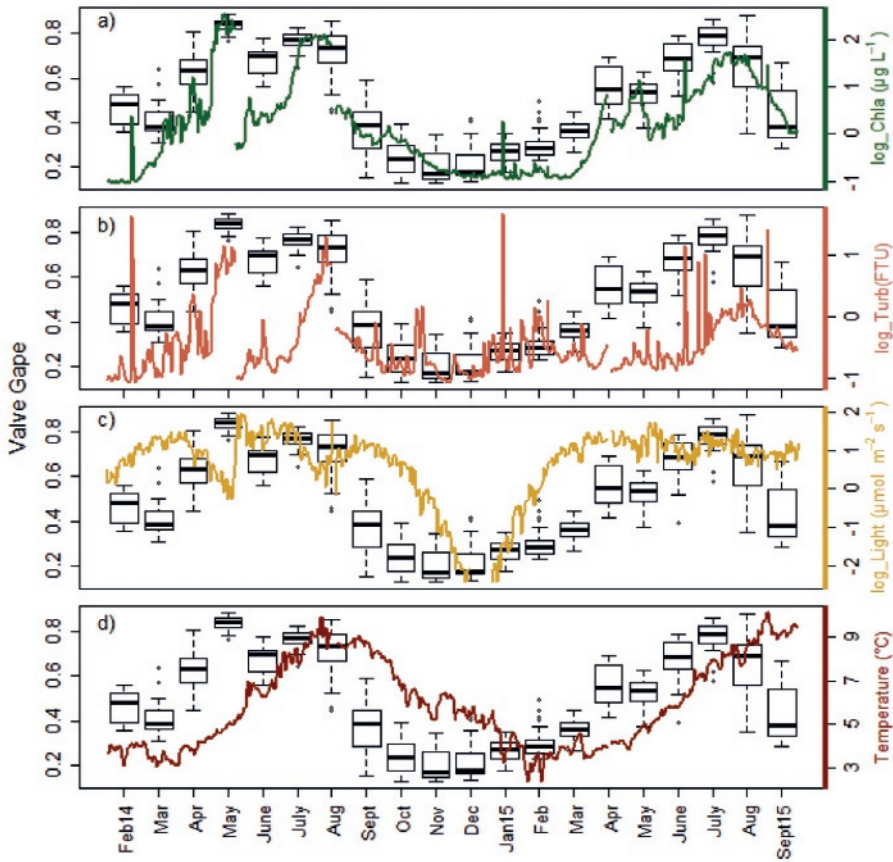 a)
0.8
0.6
0.4
0.2
2
1
0
-1
log_Chla (µg L⁻¹)
b)
0.8
0.6
0.4
0.2
1
0
-1
log_Turb(FTU)
Valve Gape
c)
0.8
0.6
0.4
0.2
2
1
0
-1
-2
log_Light (µmol m⁻² s⁻¹)
d)
0.8
0.6
0.4
0.2
9
7
5
3
Temperature (°C)
Feb14
Mar
Apr
May
June
July
Aug
Sept
Oct
Nov
Dec
Jan15
Feb
Mar
Apr
May
June
July
Aug
Sept15